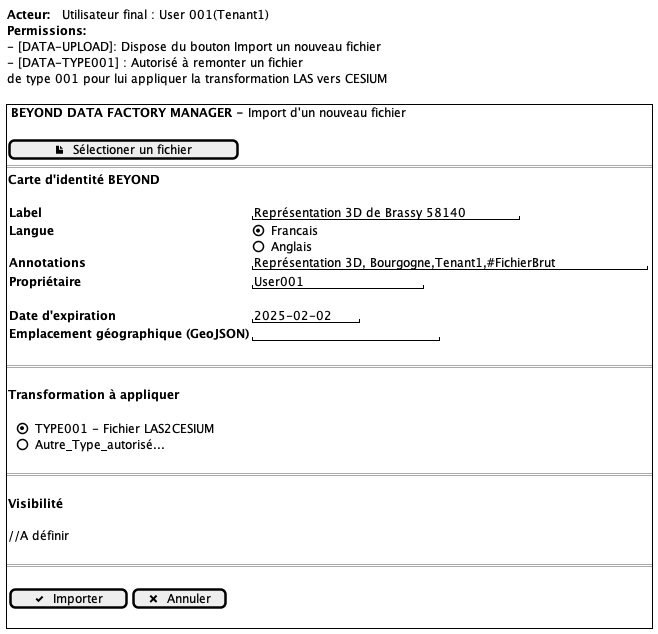 Acteur: Utilisateur final : User 001(Tenant1)
Permissions:
- [DATA-UPLOAD]: Dispose du bouton Import un nouveau fichier
- [DATA-TYPE001] : Autorisé à remonter un fichier
de type 001 pour lui appliquer la transformation LAS vers CESIUM
BEYOND DATA FACTORY MANAGER - Import d'un nouveau fichier
Sélectioner un fichier
Carte d'identité BEYOND
Label Représentation 3D de Brassy 58140
Langue Francais
Anglais
Annotations Représentation 3D, Bourgogne,Tenant1,#FichierBrut
Propriétaire User001
Date d'expiration 2025-02-02
Emplacement géographique (GeoJSON)
Transformation à appliquer
TYPE001 - Fichier LAS2CESIUM
Autre_Type_autorisé...
Visibilité
//A définir
Importer Annuler